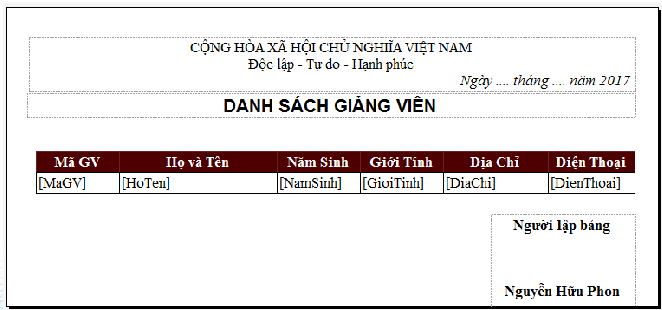 CỘNG HÒA XÃ HỘI CHỦ NGHĨA VIỆT NAM
Độc lập - Tự do - Hạnh phúc
Ngày .... tháng .... năm 2017
DANH SÁCH GIẢNG VIÊN
Mã GV Họ và Tên Năm Sinh Giới Tính Địa Chỉ Điện Thoại
[MaGV] [HoTen] [NamSinh] [GioiTinh] [DiaChi] [DienThoai]
Người lập bảng
Nguyễn Hữu Phon